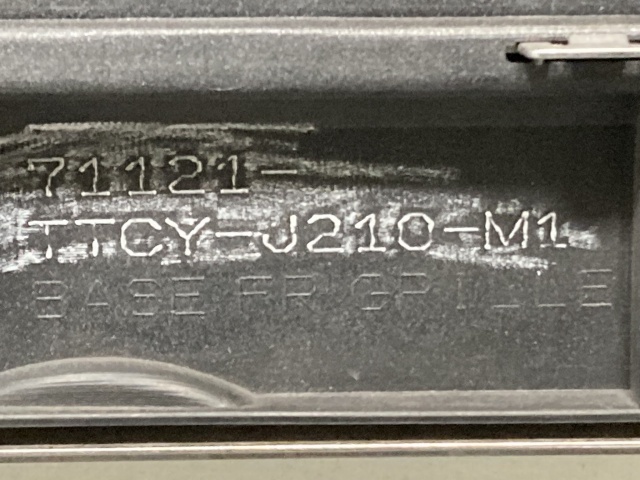 71121-
TTCY-J210-M1
BASE FR GRILLE